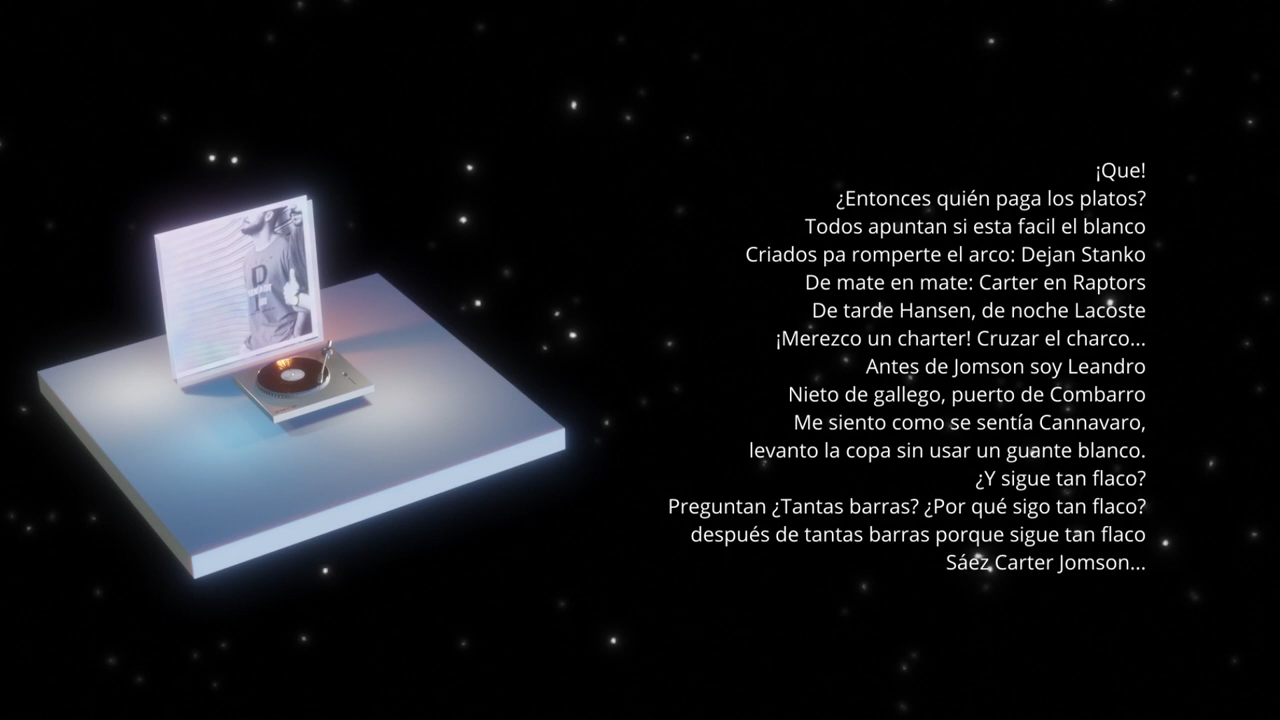 ¡Que!
¿Entonces quién paga los platos?
Todos apuntan si esta facil el blanco
Criados pa romperte el arco: Dejan Stanko
De mate en mate: Carter en Raptors
De tarde Hansen, de noche Lacoste
¡Merezco un charter! Cruzar el charco...
Antes de Jomson soy Leandro
Nieto de gallego, puerto de Combarro
Me siento como se sentía Cannavaro,
levanto la copa sin usar un guante blanco.
¿Y sigue tan flaco?
Preguntan ¿Tantas barras? ¿Por qué sigo tan flaco?
después de tantas barras porque sigue tan flaco
Sáez Carter Jomson...